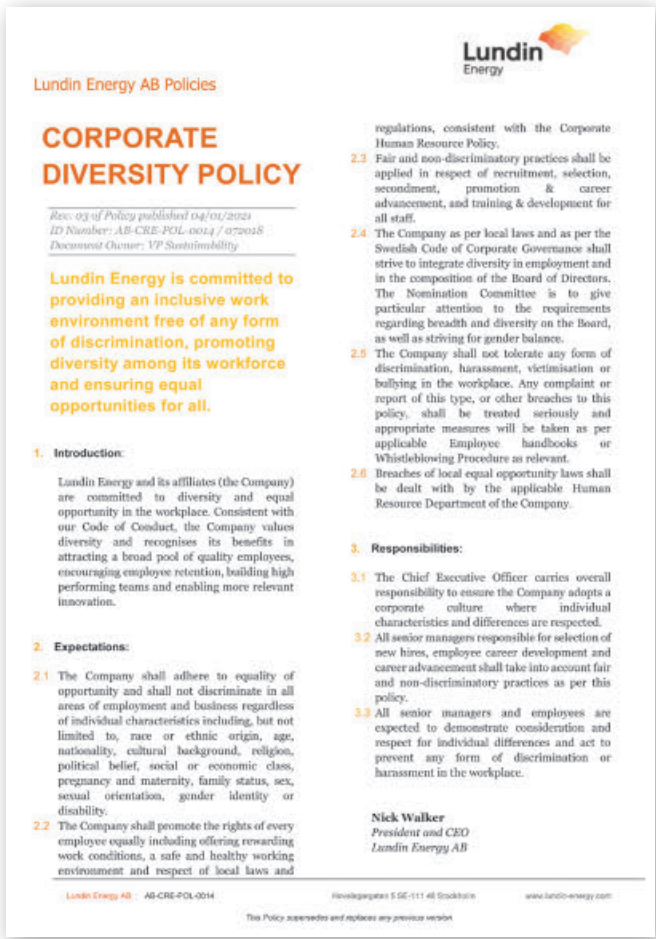 Lundin
Energy
Lundin Energy AB Policies
CORPORATE
DIVERSITY POLICY
Rev: 03 of Policy published 04/01/2021
ID Number: AB-CRE-POL-0014 / 072018
Document Owner: VP Sustainability
Lundin Energy is committed to
providing an inclusive work
environment free of any form
of discrimination, promoting
diversity among its workforce
and ensuring equal
opportunities for all.
1. Introduction:
Lundin Energy and its affiliates (the Company)
are committed to diversity and equal
opportunity in the workplace. Consistent with
our Code of Conduct, the Company values
diversity and recognises its benefits in
attracting a broad pool of quality employees,
encouraging employee retention, building high
performing teams and enabling more relevant
innovation.
2. Expectations:
2.1 The Company shall adhere to equality of
opportunity and shall not discriminate in all
areas of employment and business regardless
of individual characteristics including, but not
limited to, race or ethnic origin, age,
nationality, cultural background, religion,
political belief, social or economic class,
pregnancy and maternity, family status, sex,
sexual orientation, gender identity or
disability.
2.2 The Company shall promote the rights of every
employee equally including offering rewarding
work conditions, a safe and healthy working
environment and respect of local laws and
regulations, consistent with the Corporate
Human Resource Policy.
2.3 Fair and non-discriminatory practices shall be
applied in respect of recruitment, selection,
secondment, promotion & career
advancement, and training & development for
all staff.
2.4 The Company as per local laws and as per the
Swedish Code of Corporate Governance shall
strive to integrate diversity in employment and
in the composition of the Board of Directors.
The Nomination Committee is to give
particular attention to the requirements
regarding breadth and diversity on the Board,
as well as striving for gender balance.
2.5 The Company shall not tolerate any form of
discrimination, harassment, victimisation or
bullying in the workplace. Any complaint or
report of this type, or other breaches to this
policy, shall be treated seriously and
appropriate measures will be taken as per
applicable Employee handbooks or
Whistleblowing Procedure as relevant.
2.6 Breaches of local equal opportunity laws shall
be dealt with by the applicable Human
Resource Department of the Company.
3. Responsibilities:
3.1 The Chief Executive Officer carries overall
responsibility to ensure the Company adopts a
corporate culture where individual
characteristics and differences are respected.
3.2 All senior managers responsible for selection of
new hires, employee career development and
career advancement shall take into account fair
and non-discriminatory practices as per this
policy.
3.3 All senior managers and employees are
expected to demonstrate consideration and
respect for individual differences and act to
prevent any form of discrimination or
harassment in the workplace.
Nick Walker
President and CEO
Lundin Energy AB
Lundin Energy AB AB-CRE-POL-0014 Hovslagargatan 5 SE-111 48 Stockholm www.lundin-energy.com
This Policy supersedes and replaces any previous version